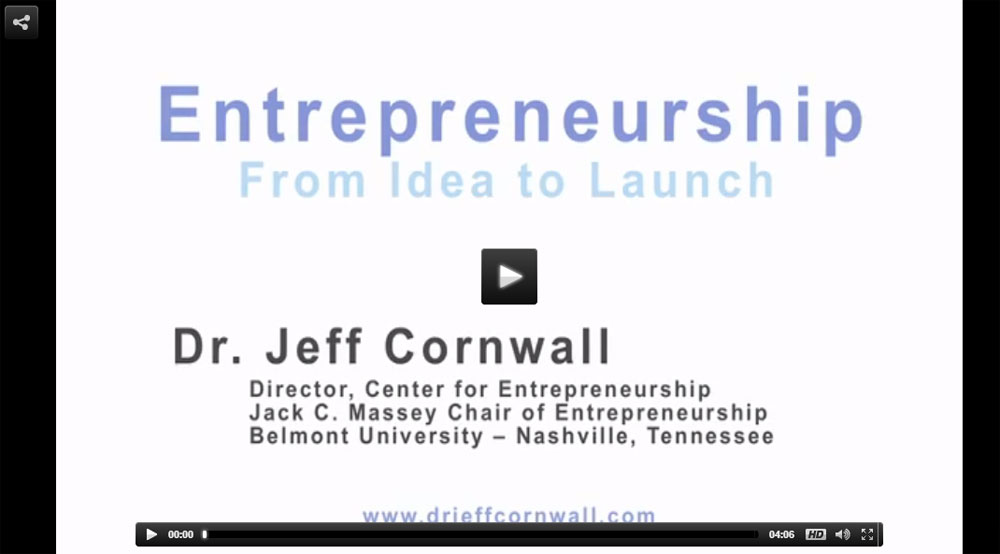 Entrepreneurship
From Idea to Launch
Dr. Jeff Cornwall
Director, Center for Entrepreneurship
Jack C. Massey Chair of Entrepreneurship
Belmont University – Nashville, Tennessee
www.drjeffcornwall.com
00:00 04:06 HD